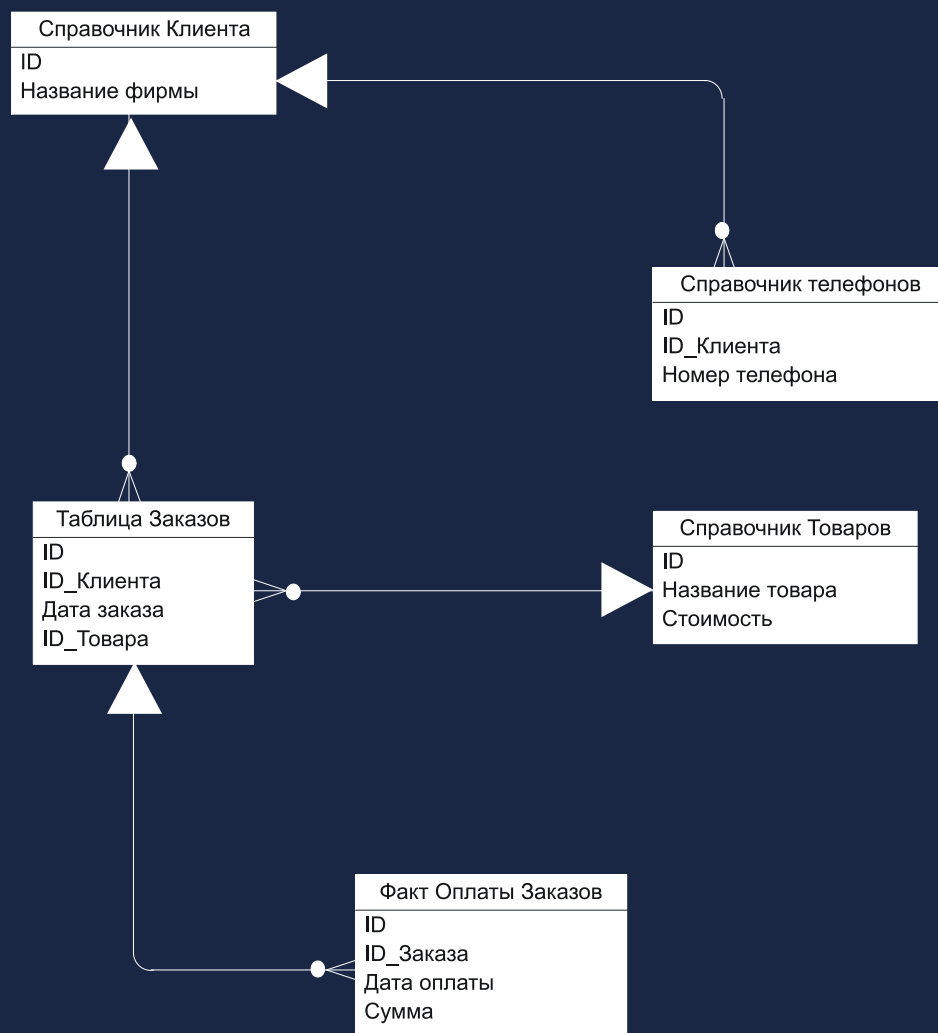 Справочник Клиента
ID
Название фирмы
Справочник телефонов
ID
ID_Клиента
Номер телефона
Таблица Заказов
ID
ID_Клиента
Дата заказа
ID_Товара
Справочник Товаров
ID
Название товара
Стоимость
Факт Оплаты Заказов
ID
ID_Заказа
Дата оплаты
Сумма